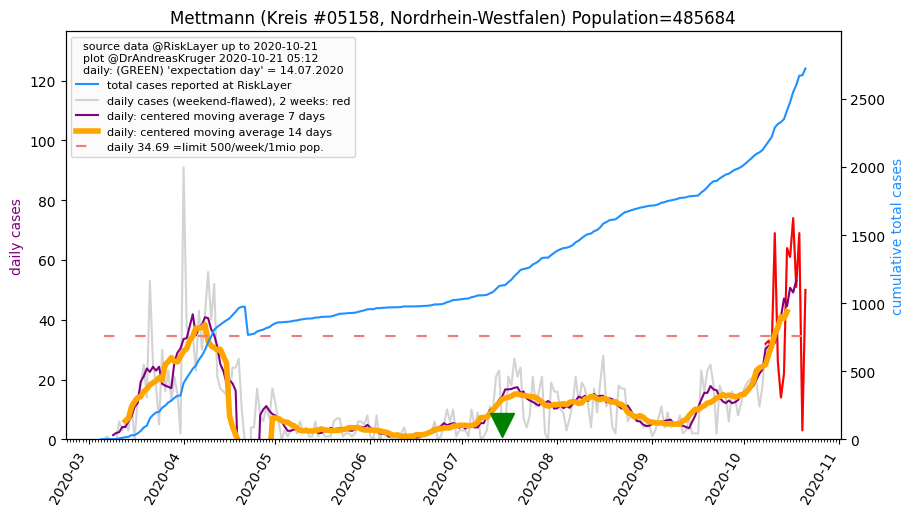 Mettmann (Kreis #05158, Nordrhein-Westfalen) Population=485684
source data @RiskLayer up to 2020-10-21
plot @DrAndreasKruger 2020-10-21 05:12
daily: (GREEN) 'expectation day' = 14.07.2020
total cases reported at RiskLayer
daily cases (weekend-flawed), 2 weeks: red
daily: centered moving average 7 days
daily: centered moving average 14 days
daily 34.69 =limit 500/week/1mio pop.
daily cases
120
100
80
60
40
20
0
cumulative total cases
2500
2000
1500
1000
500
0
2020-03
2020-04
2020-05
2020-06
2020-07
2020-08
2020-09
2020-10
2020-11